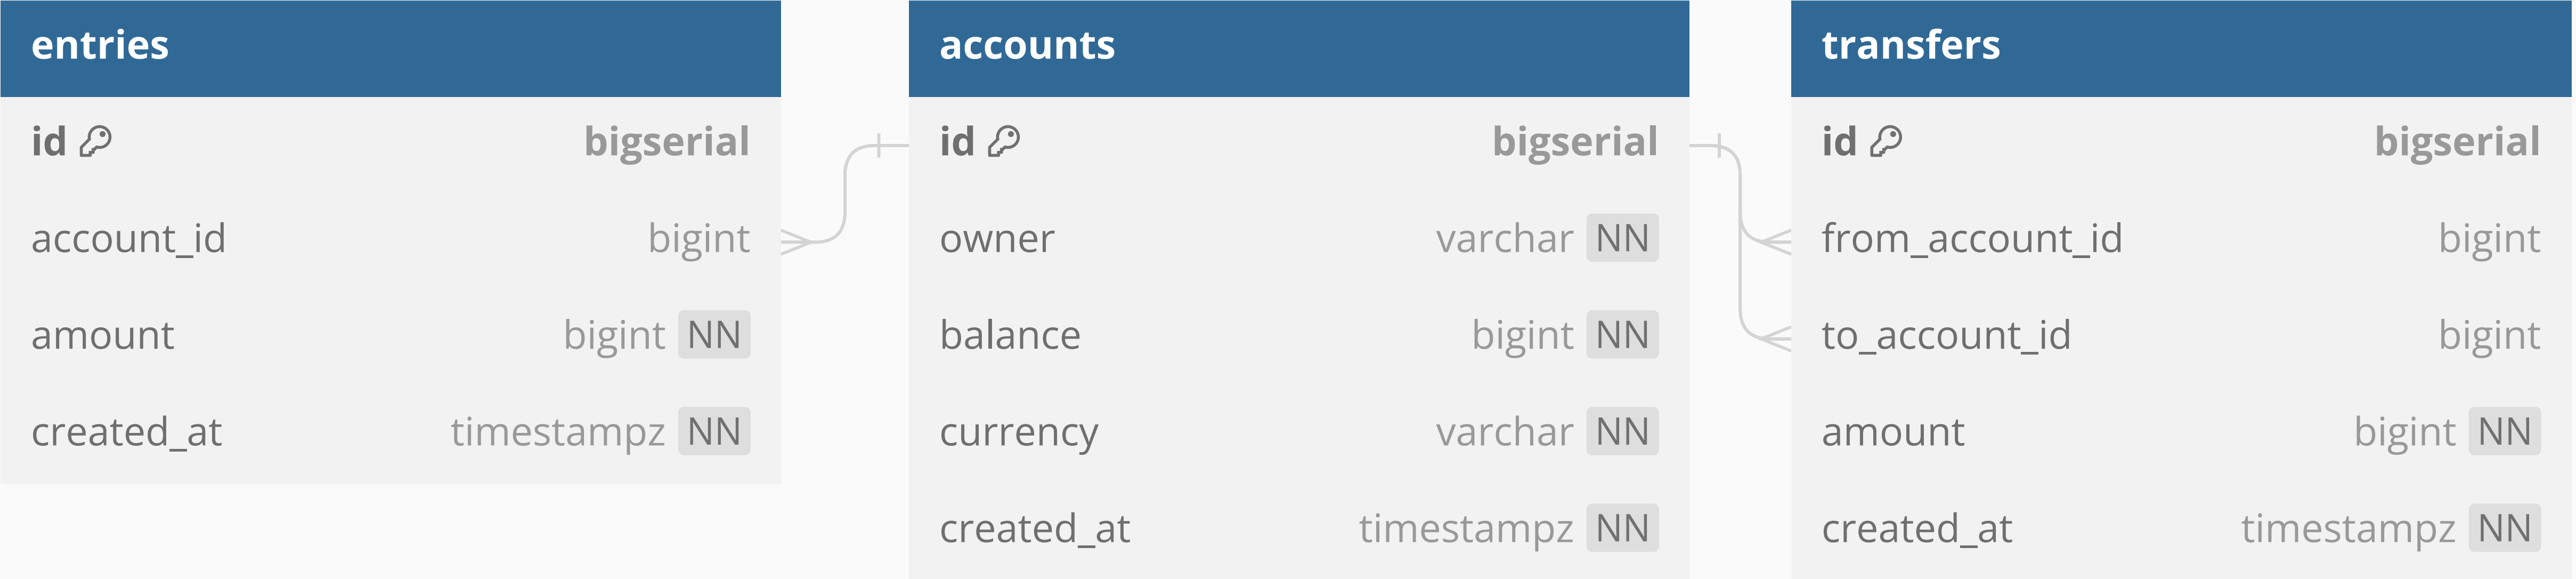 entries
id bigserial
account_id bigint
amount bigint NN
created_at timestampz NN
accounts
id bigserial
owner varchar NN
balance bigint NN
currency varchar NN
created_at timestampz NN
transfers
id bigserial
from_account_id bigint
to_account_id bigint
amount bigint NN
created_at timestampz NN